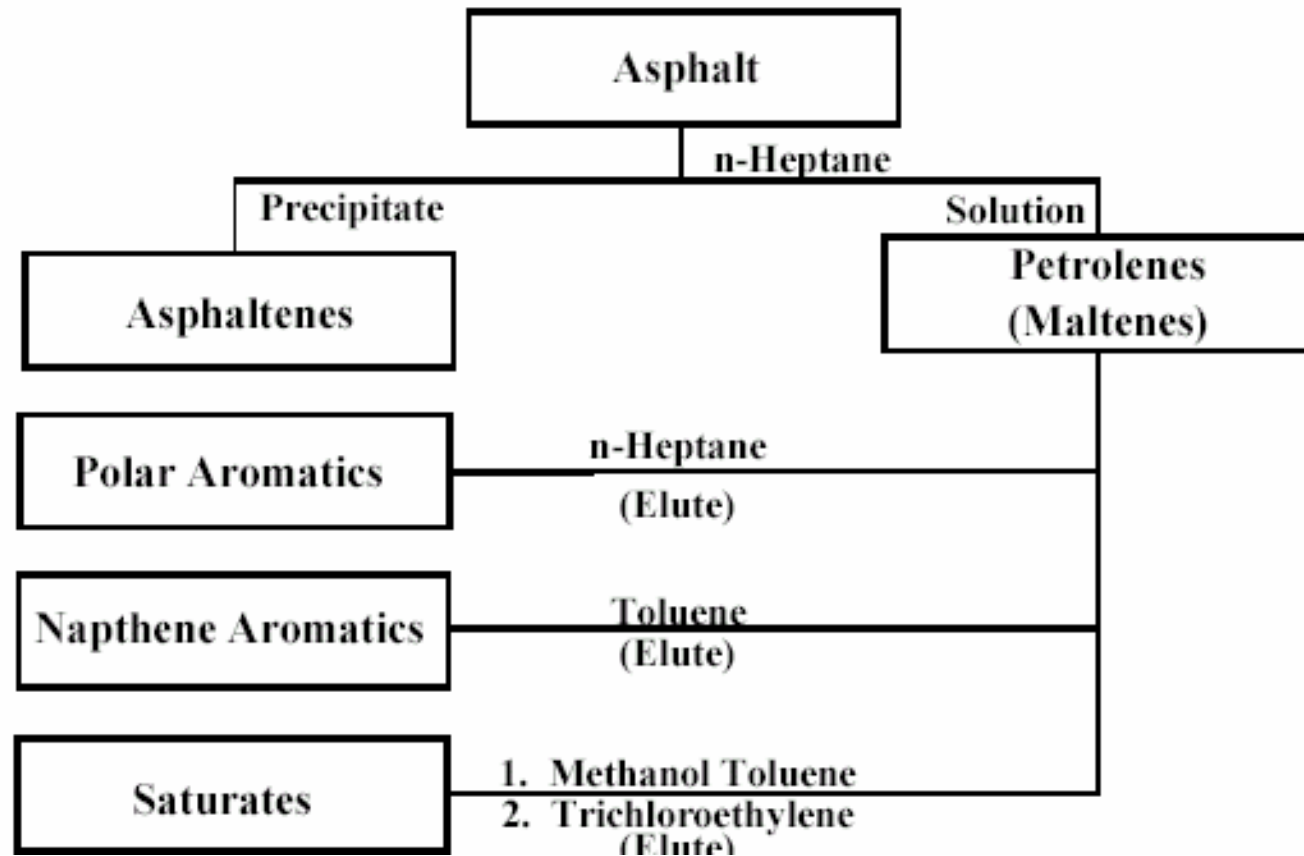 Asphalt
n-Heptane
Precipitate
Solution
Asphaltenes
Petrolenes
(Maltenes)
Polar Aromatics
n-Heptane
(Elute)
Napthene Aromatics
Toluene
(Elute)
Saturates
1. Methanol Toluene
2. Trichloroethylene
(Elute)